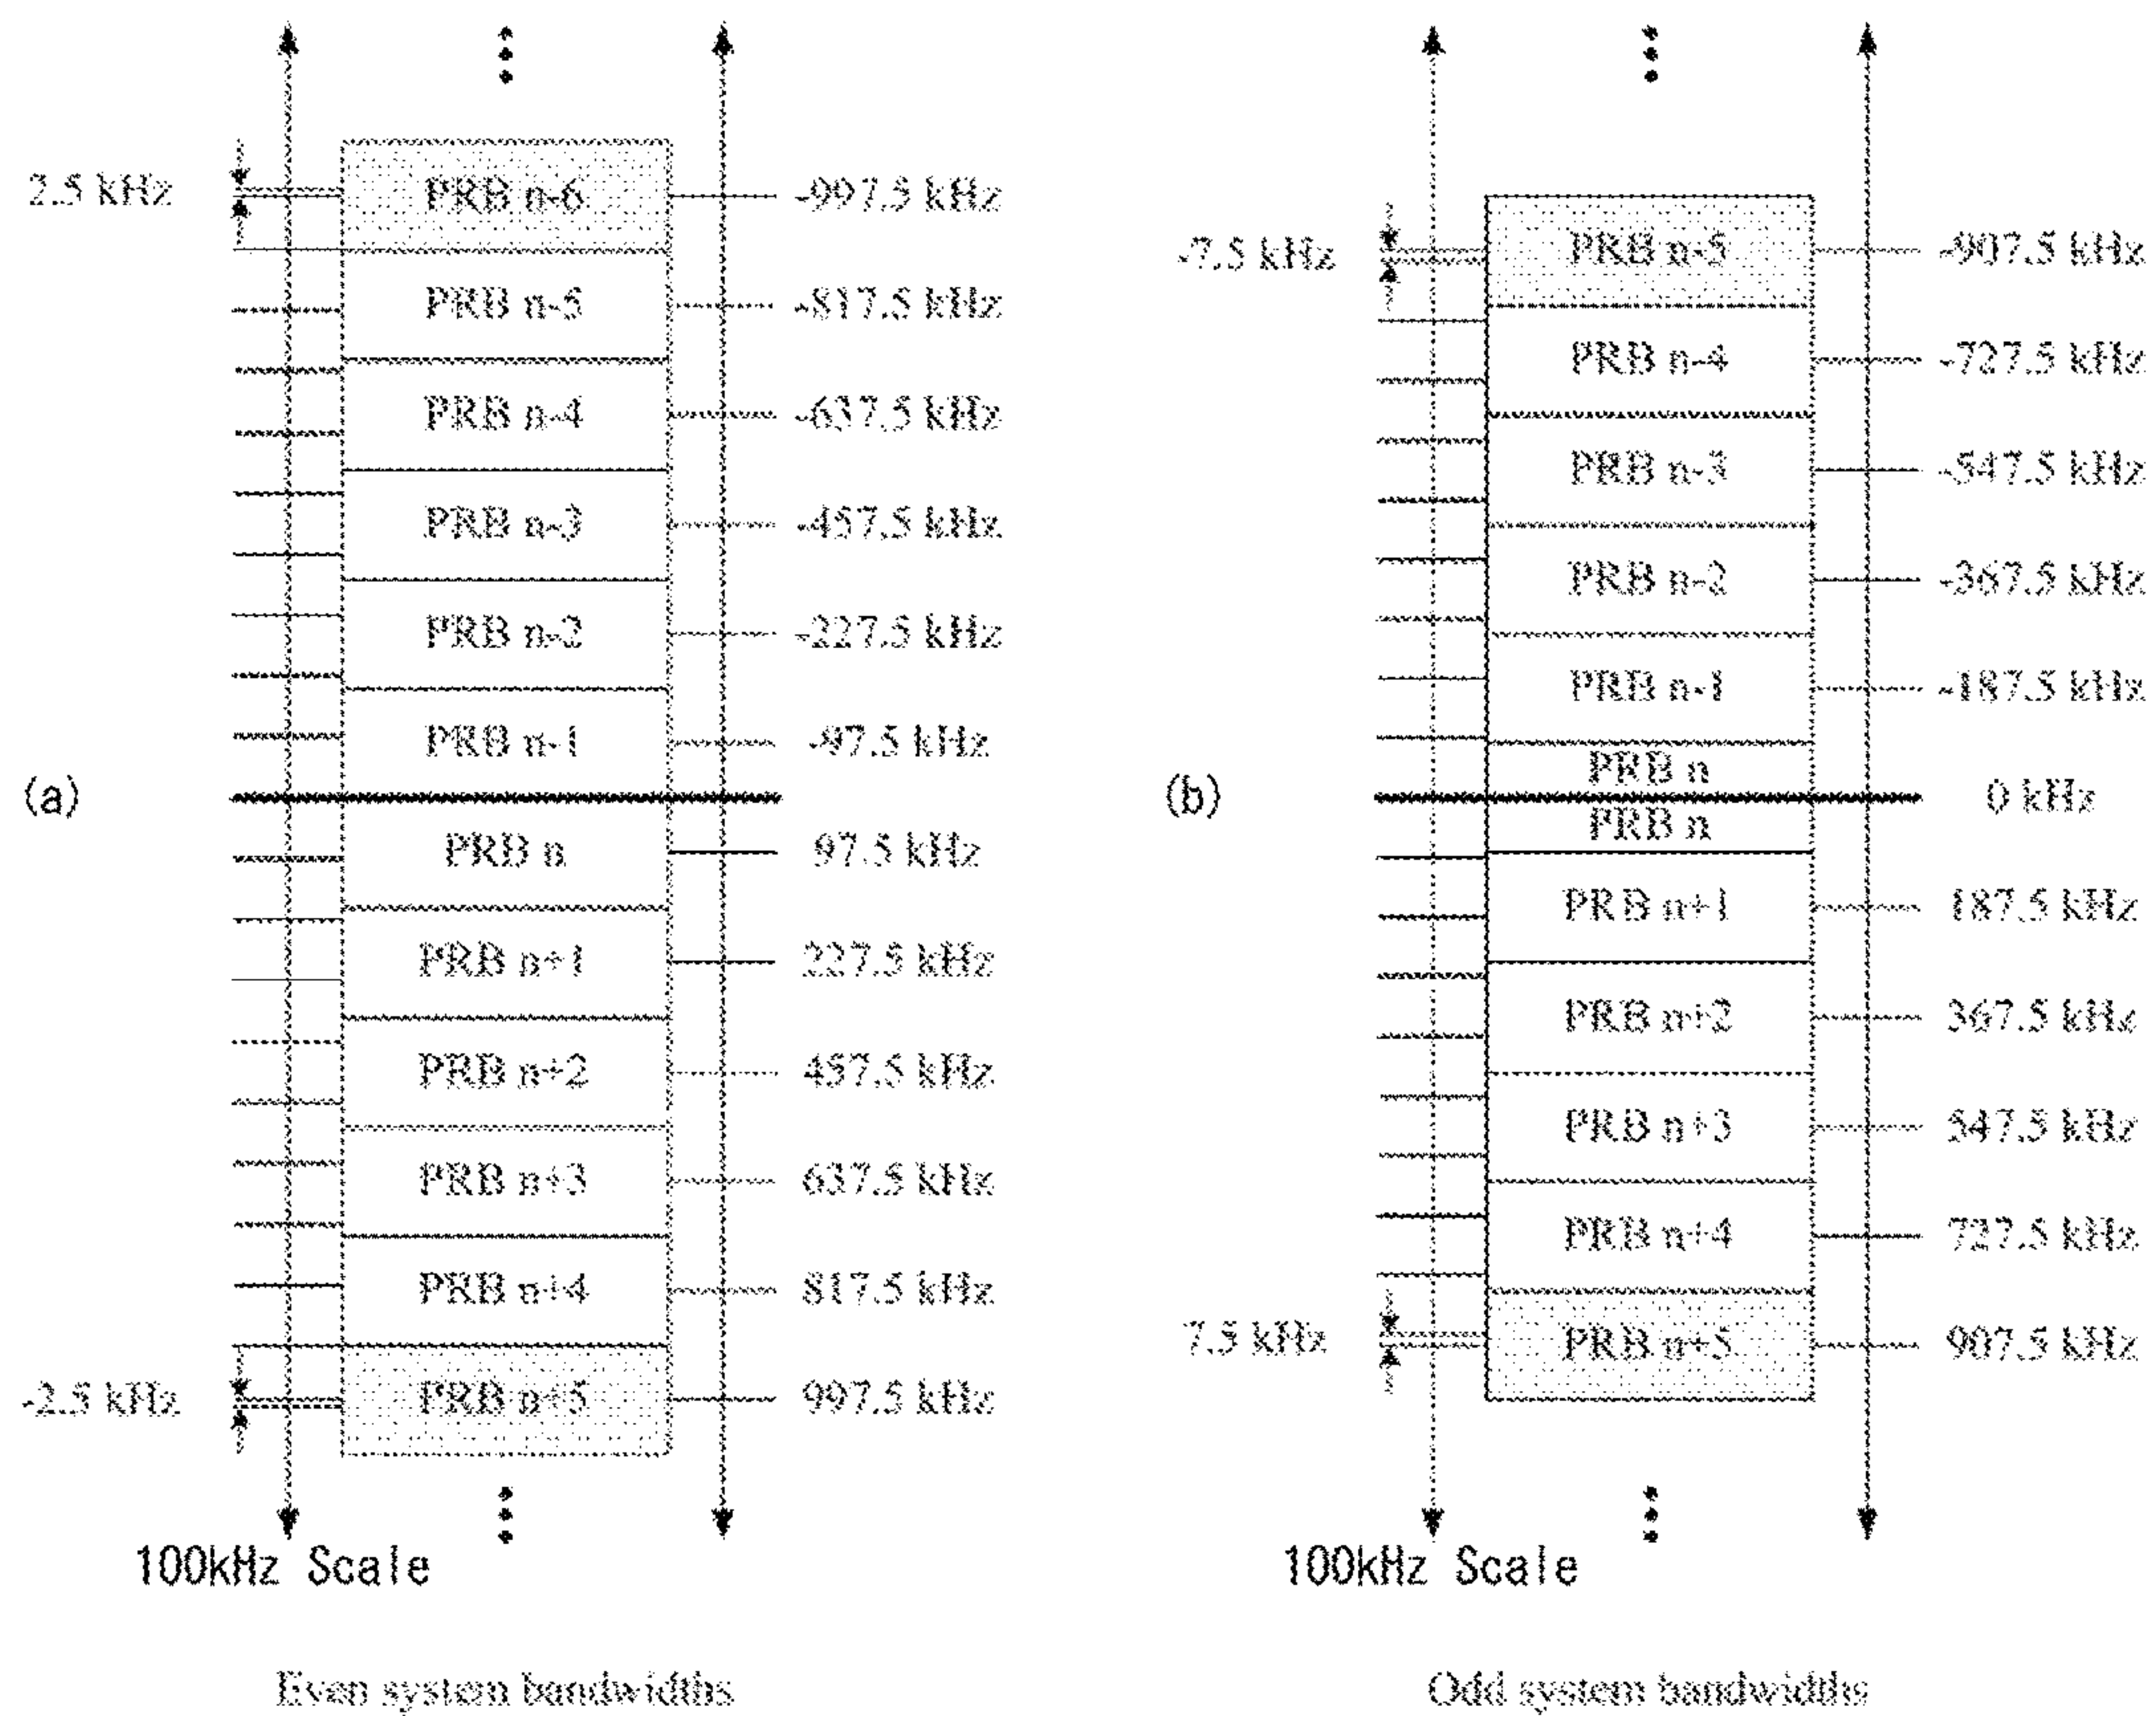 2.5 kHz
PRB n-6
-997.5 kHz
PRB n-5
-817.5 kHz
PRB n-4
-637.5 kHz
PRB n-3
-457.5 kHz
PRB n-2
-227.5 kHz
PRB n-1
-97.5 kHz
(a)
PRB n
97.5 kHz
PRB n+1
227.5 kHz
PRB n+2
457.5 kHz
PRB n+3
637.5 kHz
PRB n+4
817.5 kHz
-2.5 kHz
PRB n+5
997.5 kHz
100kHz Scale
Even system bandwidths
-7.5 kHz
PRB n-5
-907.5 kHz
PRB n-4
-727.5 kHz
PRB n-3
-547.5 kHz
PRB n-2
-367.5 kHz
PRB n-1
-187.5 kHz
PRB n
(b)
0 kHz
PRB n
PRB n+1
187.5 kHz
PRB n+2
367.5 kHz
PRB n+3
547.5 kHz
PRB n+4
727.5 kHz
7.5 kHz
PRB n+5
907.5 kHz
100kHz Scale
Odd system bandwidths